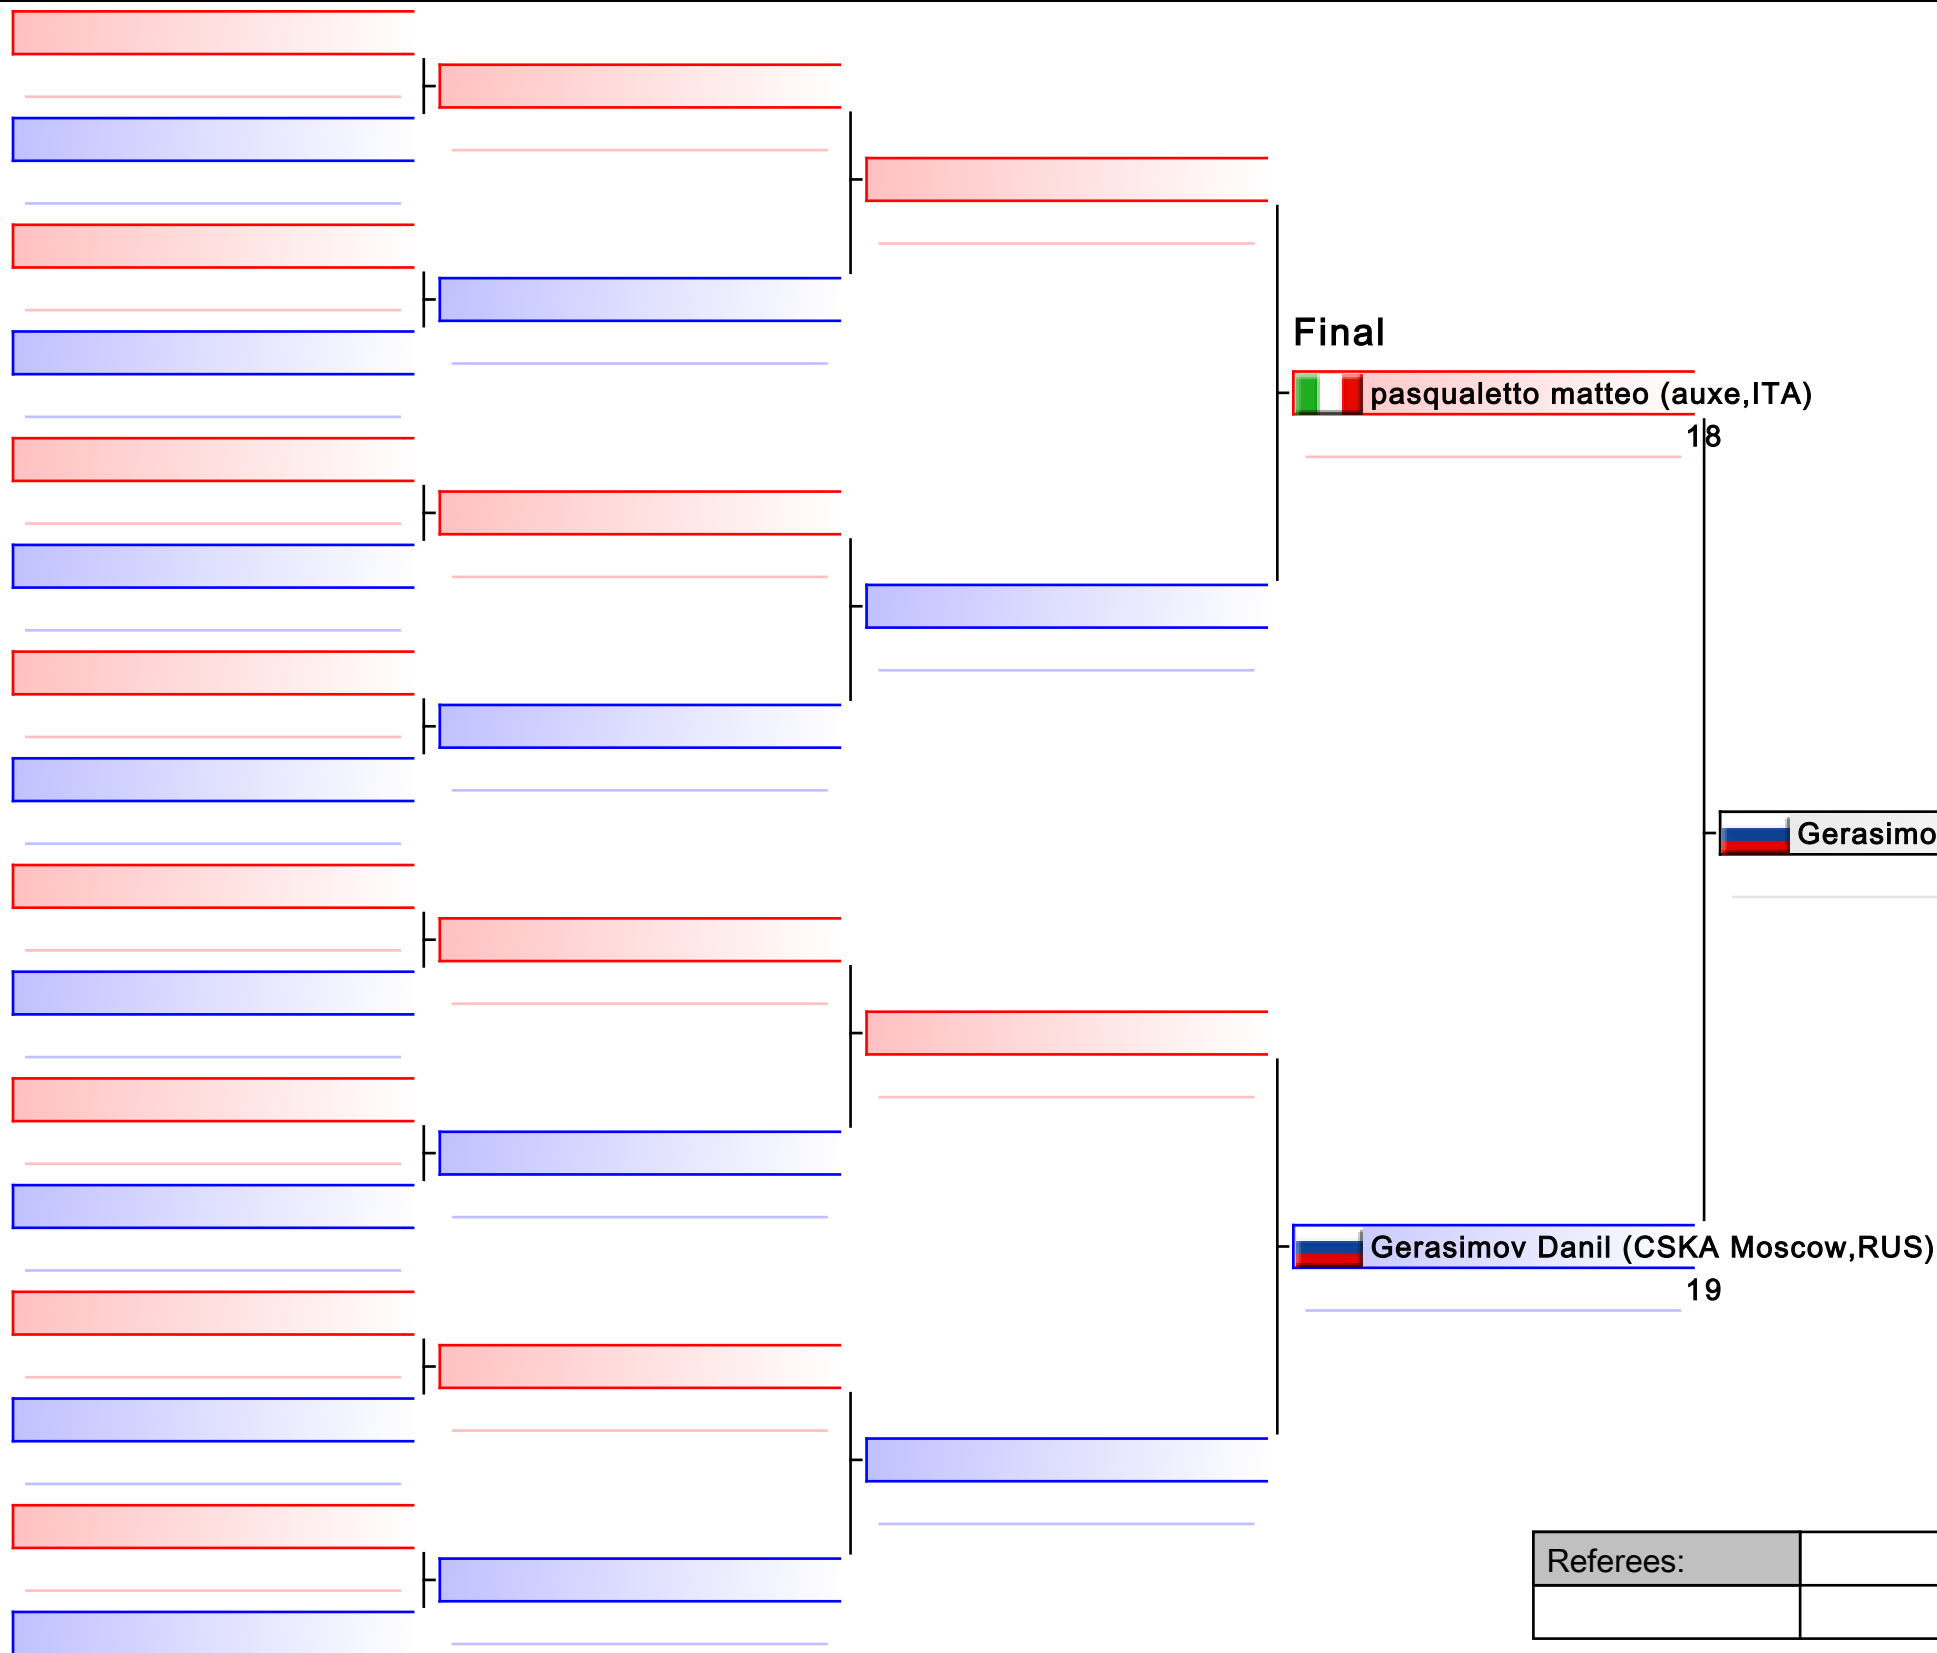 Final
pasqualetto matteo (auxe,ITA)
18
Gerasimo
Gerasimov Danil (CSKA Moscow,RUS)
19
Referees: